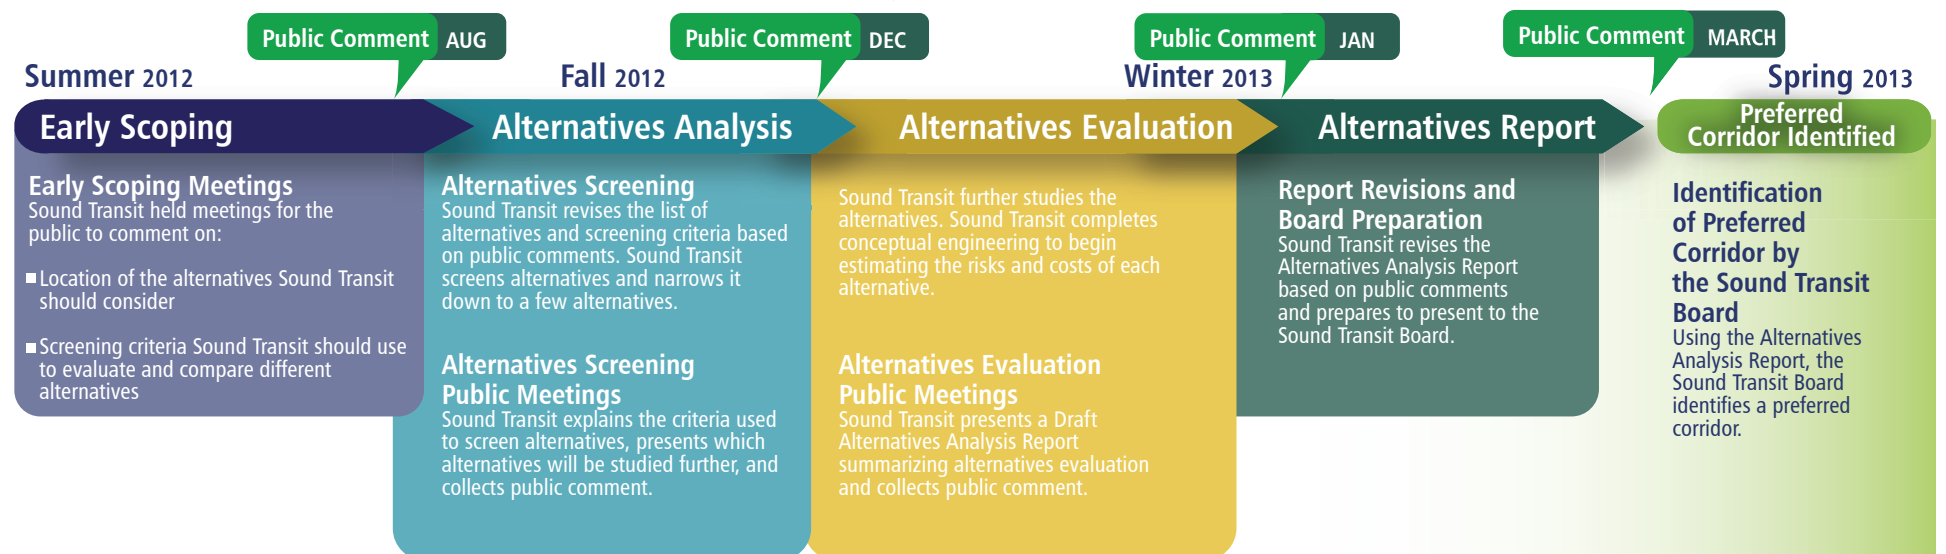 Public Comment AUG
Public Comment DEC
Public Comment JAN
Public Comment MARCH
Summer 2012
Fall 2012
Winter 2013
Spring 2013
Early Scoping
Alternatives Analysis
Alternatives Evaluation
Alternatives Report
Preferred
Corridor Identified
Early Scoping Meetings
Sound Transit held meetings for the
public to comment on:
Location of the alternatives Sound Transit
should consider
Screening criteria Sound Transit should use
to evaluate and compare different
alternatives
Alternatives Screening
Sound Transit revises the list of
alternatives and screening criteria based
on public comments. Sound Transit
screens alternatives and narrows it
down to a few alternatives.
Alternatives Screening
Public Meetings
Sound Transit explains the criteria used
to screen alternatives, presents which
alternatives will be studied further, and
collects public comment.
Sound Transit further studies the
alternatives. Sound Transit completes
conceptual engineering to begin
estimating the risks and costs of each
alternative.
Alternatives Evaluation
Public Meetings
Sound Transit presents a Draft
Alternatives Analysis Report
summarizing alternatives evaluation
and collects public comment.
Report Revisions and
Board Preparation
Sound Transit revises the
Alternatives Analysis Report
based on public comments
and prepares to present to the
Sound Transit Board.
Identification
of Preferred
Corridor by
the Sound Transit
Board
Using the Alternatives
Analysis Report, the
Sound Transit Board
identifies a preferred
corridor.